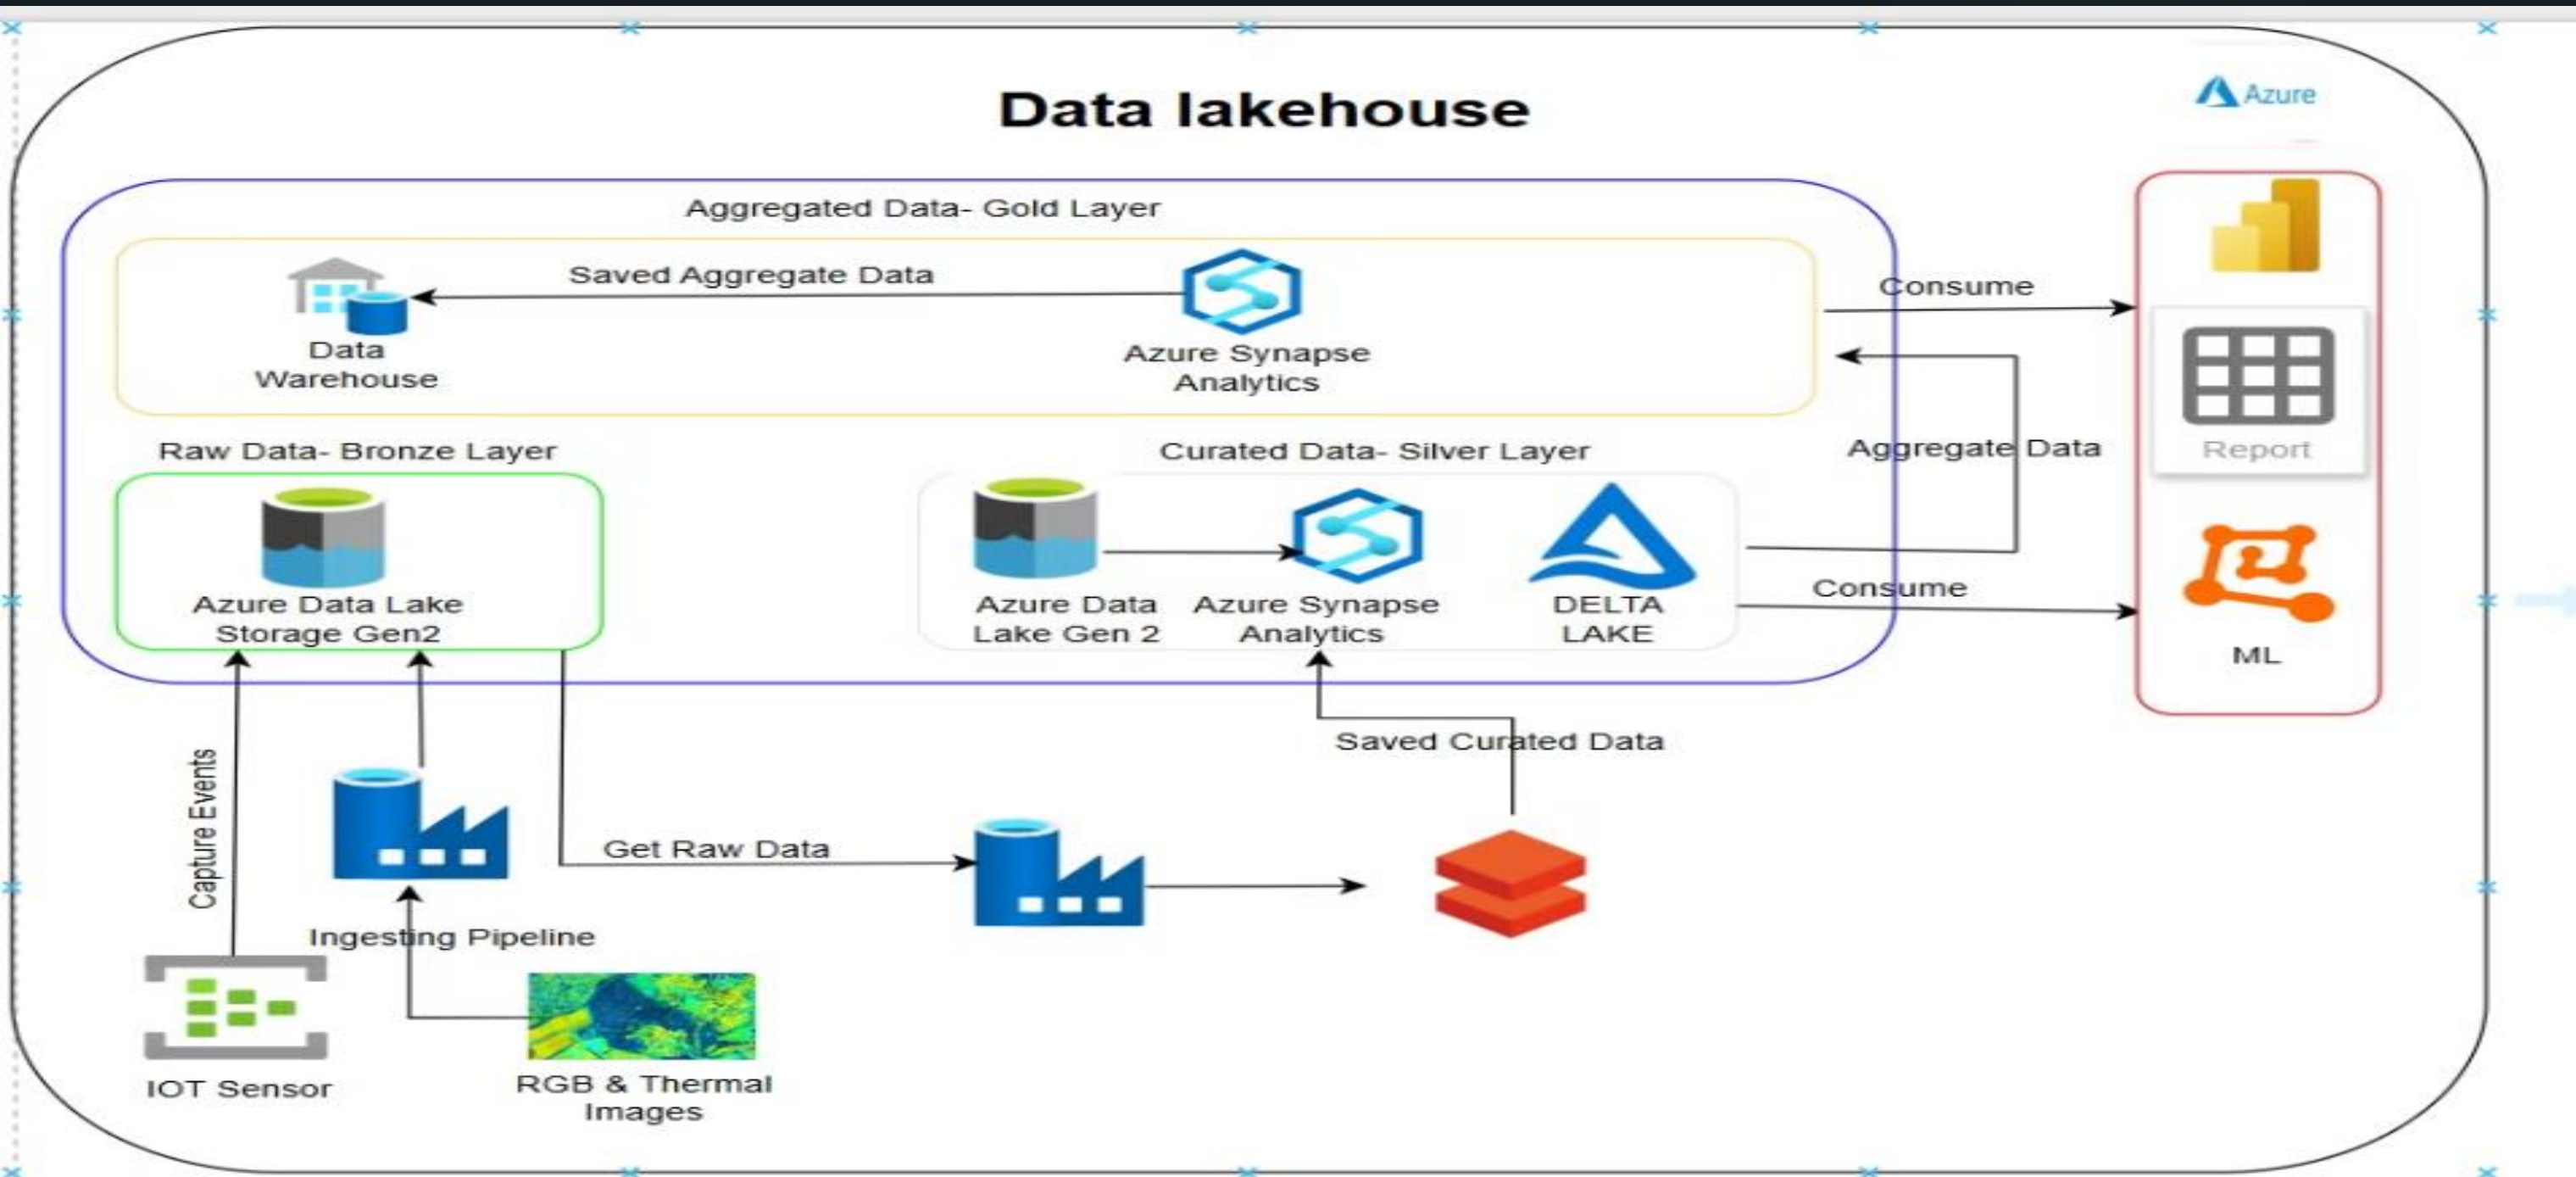 Data lakehouse
Azure
Aggregated Data- Gold Layer
Saved Aggregate Data
Data
Warehouse
Azure Synapse
Analytics
Consume
Report
Raw Data- Bronze Layer
Curated Data- Silver Layer
Aggregate Data
Azure Data Lake
Storage Gen2
Azure Data
Lake Gen 2
Azure Synapse
Analytics
DELTA
LAKE
Consume
ML
Saved Curated Data
Capture Events
Get Raw Data
Ingesting Pipeline
IOT Sensor
RGB & Thermal
Images